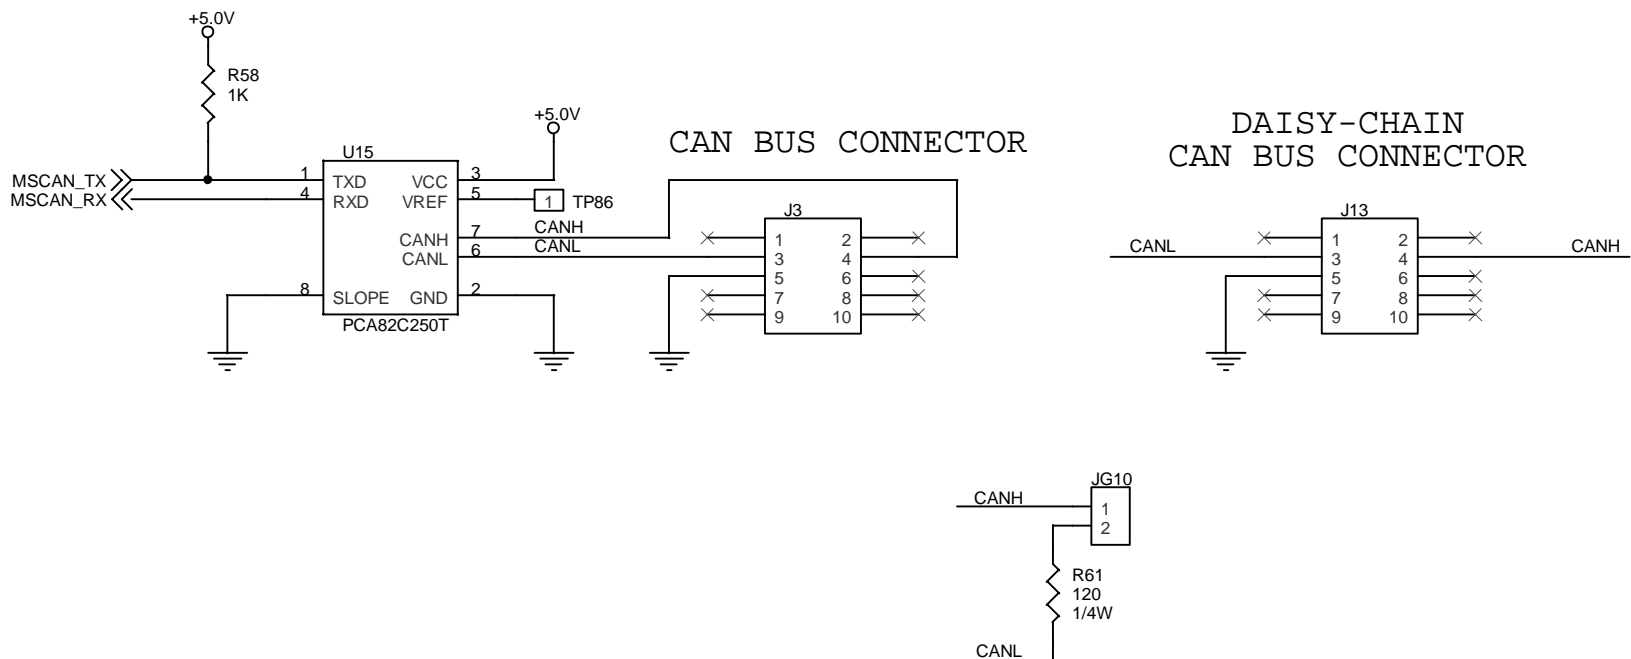 +5.0V
R58
1K
+5.0V
CAN BUS CONNECTOR
DAISY-CHAIN
CAN BUS CONNECTOR
U15
MSCAN_TX
MSCAN_RX
1 TXD VCC 3
4 RXD VREF 5
1 TP86
CANH 7 CANH
CANL 6 CANL
8 SLOPE GND 2
PCA82C250T
J3
1 2
3 4
5 6
7 8
9 10
J13
CANL
CANH
1 2
3 4
5 6
7 8
9 10
JG10
CANH
1
2
R61
120
1/4W
CANL